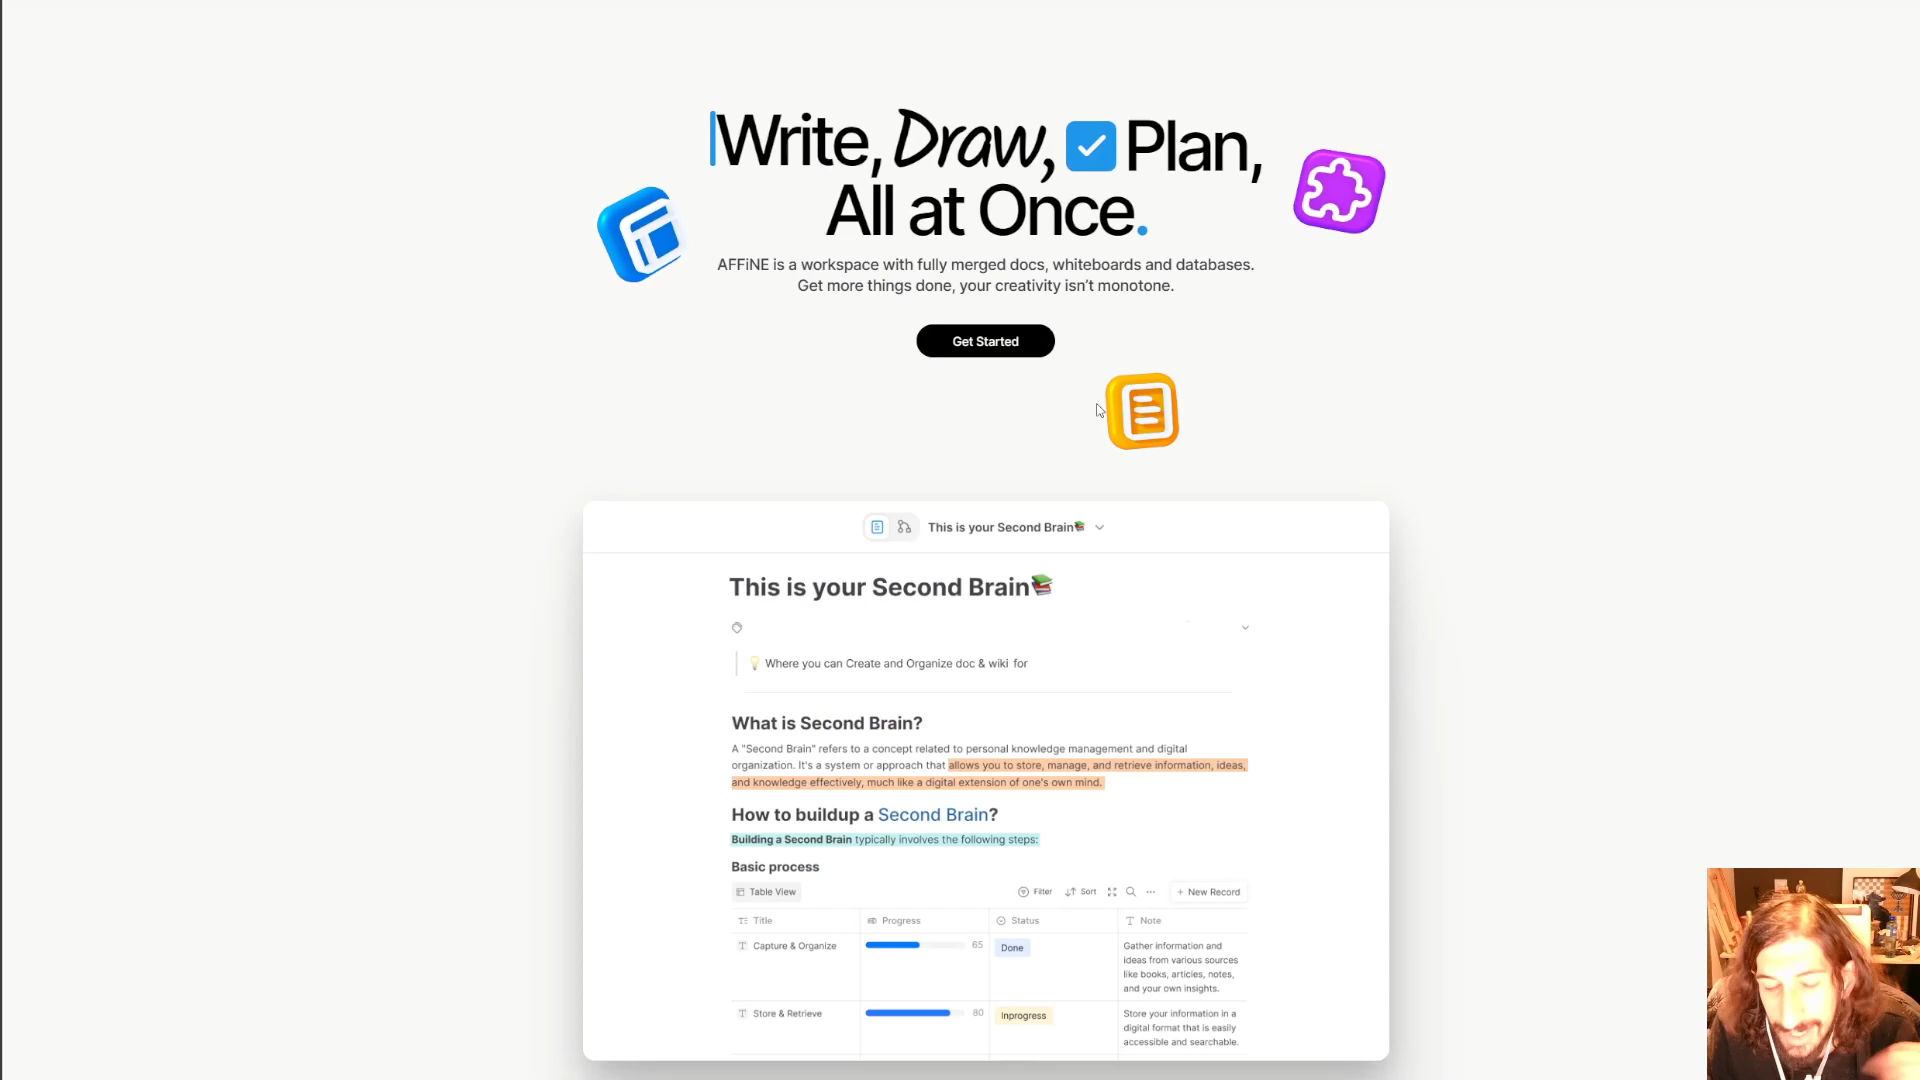 Write, Draw, Plan,
All at Once.
AFFiNE is a workspace with fully merged docs, whiteboards and databases.
Get more things done, your creativity isn't monotone.
Get Started
This is your Second Brain
This is your Second Brain
Where you can Create and Organize doc & wiki for
What is Second Brain?
A "Second Brain" refers to a concept related to personal knowledge management and digital
organization. It's a system or approach that allows you to store, manage, and retrieve information, ideas,
and knowledge effectively, much like a digital extension of one's own mind.
How to buildup a Second Brain?
Building a Second Brain typically involves the following steps:
Basic process
Table View Filter Sort ··· + New Record
Title Progress Status Note
Capture & Organize 65 Done Gather information and
ideas from various sources
like books, articles, notes,
and your own insights.
Store & Retrieve 80 Inprogress Store your information in a
digital format that is easily
accessible and searchable.